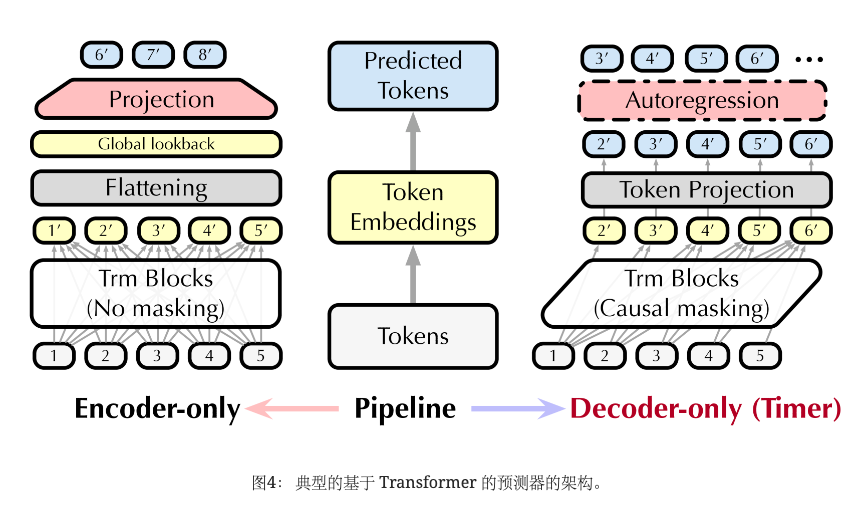 6′ 7′ 8′
Projection
Global lookback
Flattening
1′ 2′ 3′ 4′ 5′
Trm Blocks
(No masking)
1 2 3 4 5
Encoder-only
Predicted
Tokens
Token
Embeddings
Tokens
Pipeline
3′ 4′ 5′ 6′ •••
Autoregression
2′ 3′ 4′ 5′ 6′
Token Projection
2′ 3′ 4′ 5′ 6′
Trm Blocks
(Causal masking)
1 2 3 4 5
Decoder-only (Timer)
图4： 典型的基于 Transformer 的预测器的架构。